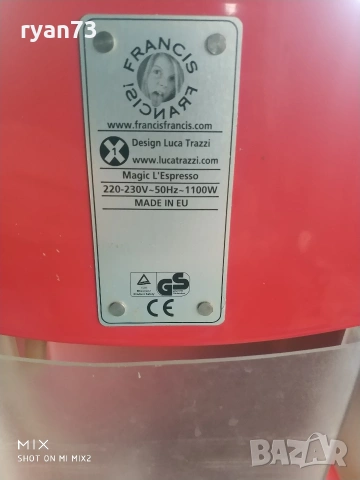 ryan73
FRANCIS
FRANCIS!
www.francisfrancis.com
X1
Design Luca Trazzi
www.lucatrazzi.com
Magic L'Espresso
220-230V~50Hz~1100W
MADE IN EU
GS
CE
MIX
SHOT ON MI MIX2
BAZAR